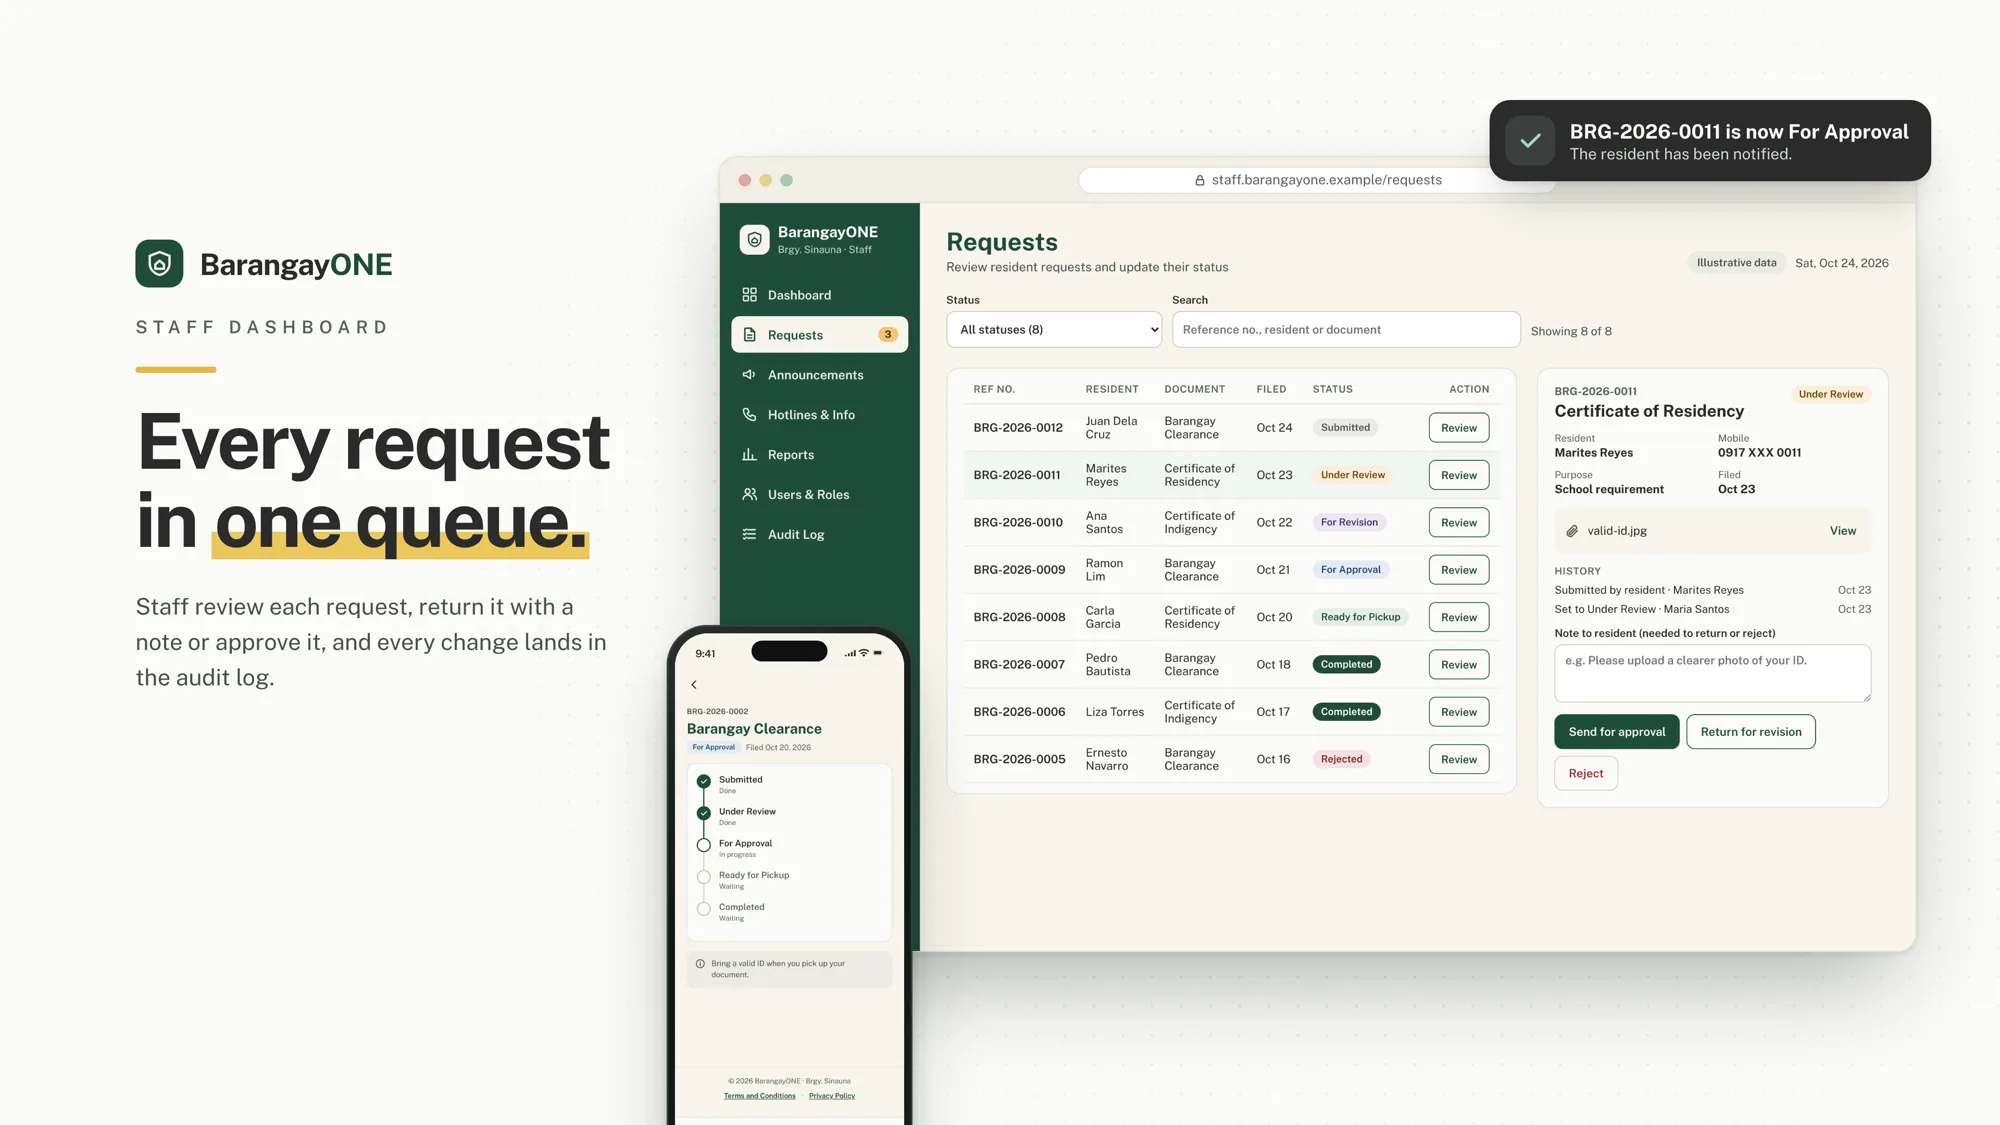 BarangayONE
STAFF DASHBOARD
Every request
in one queue.
Staff review each request, return it with a
note or approve it, and every change lands in
the audit log.
BRG-2026-0011 is now For Approval
The resident has been notified.
staff.barangayone.example/requests
BarangayONE
Brgy. Sinauna · Staff
Dashboard
Requests 3
Announcements
Hotlines & Info
Reports
Users & Roles
Audit Log
Requests
Review resident requests and update their status
Illustrative data Sat, Oct 24, 2026
Status Search
All statuses (8) Reference no., resident or document Showing 8 of 8
REF NO. RESIDENT DOCUMENT FILED STATUS ACTION
BRG-2026-0012 Juan Dela Cruz Barangay Clearance Oct 24 Submitted Review
BRG-2026-0011 Marites Reyes Certificate of Residency Oct 23 Under Review Review
BRG-2026-0010 Ana Santos Certificate of Indigency Oct 22 For Revision Review
BRG-2026-0009 Ramon Lim Barangay Clearance Oct 21 For Approval Review
BRG-2026-0008 Carla Garcia Certificate of Residency Oct 20 Ready for Pickup Review
BRG-2026-0007 Pedro Bautista Barangay Clearance Oct 18 Completed Review
BRG-2026-0006 Liza Torres Certificate of Indigency Oct 17 Completed Review
BRG-2026-0005 Ernesto Navarro Barangay Clearance Oct 16 Rejected Review
BRG-2026-0011 Under Review
Certificate of Residency
Resident Mobile
Marites Reyes 0917 XXX 0011
Purpose Filed
School requirement Oct 23
valid-id.jpg View
HISTORY
Submitted by resident · Marites Reyes Oct 23
Set to Under Review · Maria Santos Oct 23
Note to resident (needed to return or reject)
e.g. Please upload a clearer photo of your ID.
Send for approval Return for revision
Reject
9:41
BRG-2026-0002
Barangay Clearance
For Approval Filed Oct 20, 2026
Submitted
Done
Under Review
Done
For Approval
In progress
Ready for Pickup
Waiting
Completed
Waiting
Bring a valid ID when you pick up your
document.
© 2026 BarangayONE · Brgy. Sinauna
Terms and Conditions · Privacy Policy